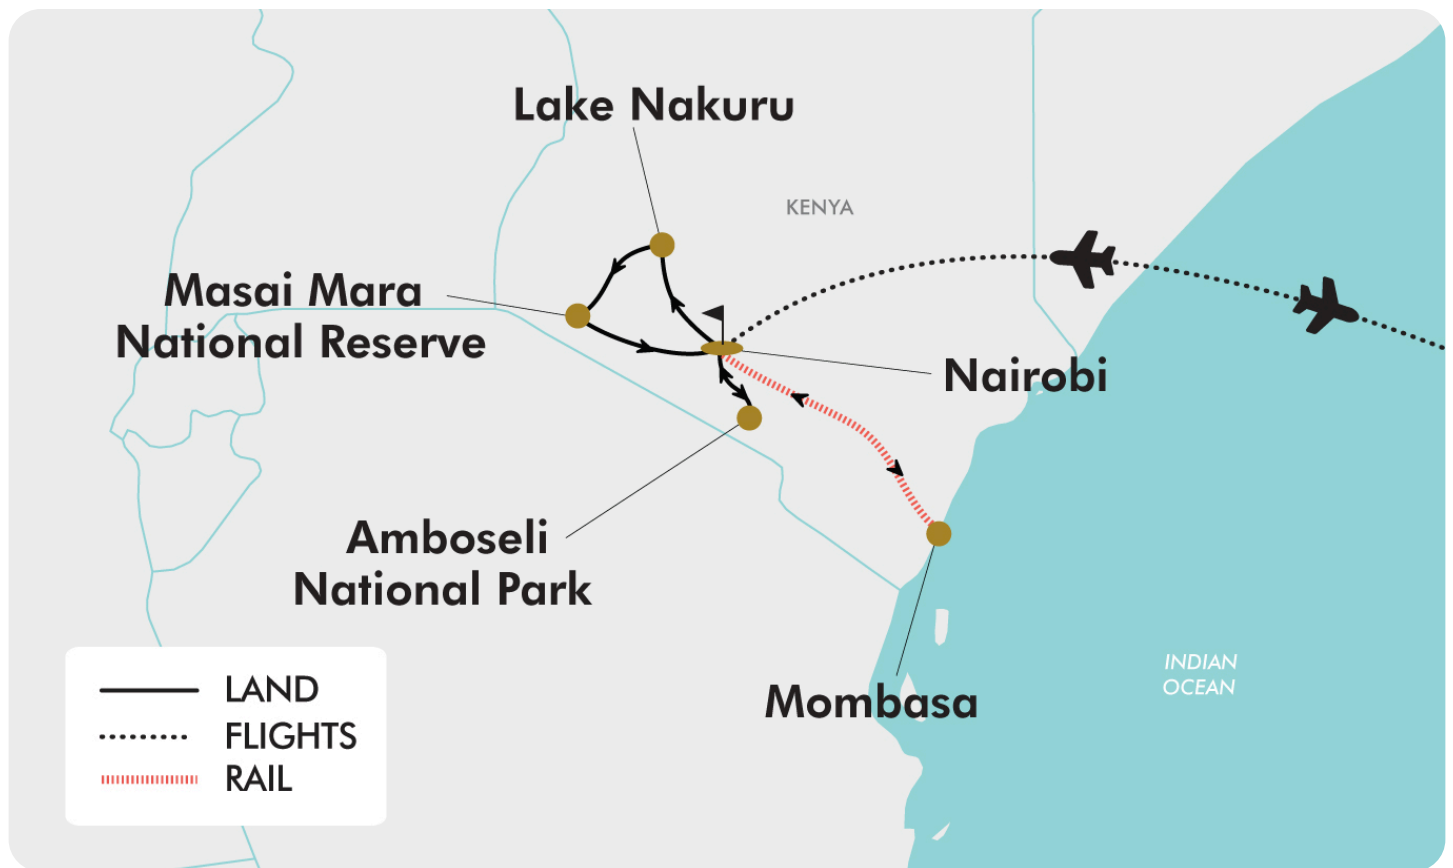 Lake Nakuru
KENYA
Masai Mara
National Reserve
Nairobi
Amboseli
National Park
INDIAN
OCEAN
Mombasa
LAND
FLIGHTS
RAIL